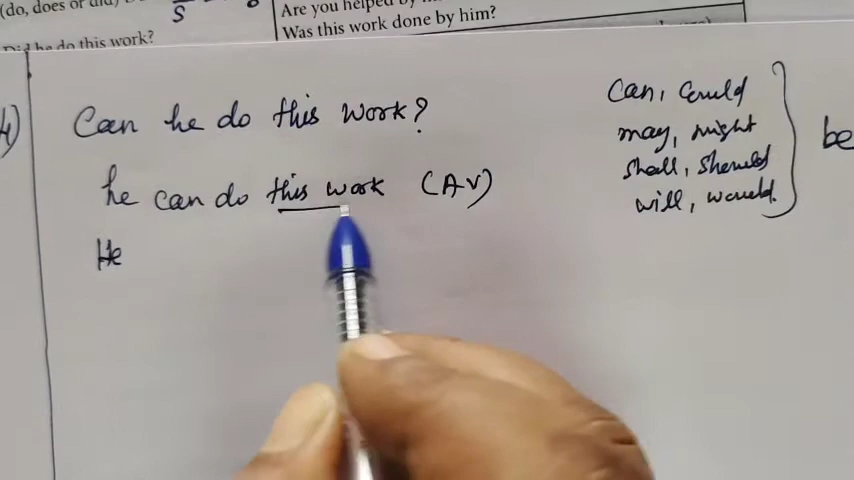 (do, does or did)
S
Are you helped by
Was this work done by him?
Did he do this work?
4)
Can he do this work?
he can do this work (AV)
He
Can, Could
may, might
shall, should
will, would.
be